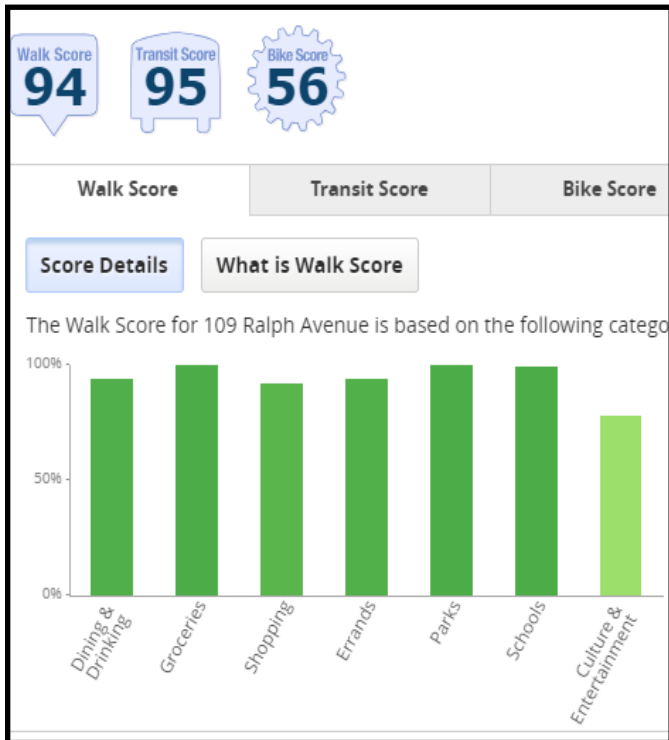 Walk Score
94
Transit Score
95
Bike Score
56
Walk Score
Transit Score
Bike Score
Score Details
What is Walk Score
The Walk Score for 109 Ralph Avenue is based on the following catego
100%
50%
0%
Dining &
Drinking
Groceries
Shopping
Errands
Parks
Schools
Culture &
Entertainment